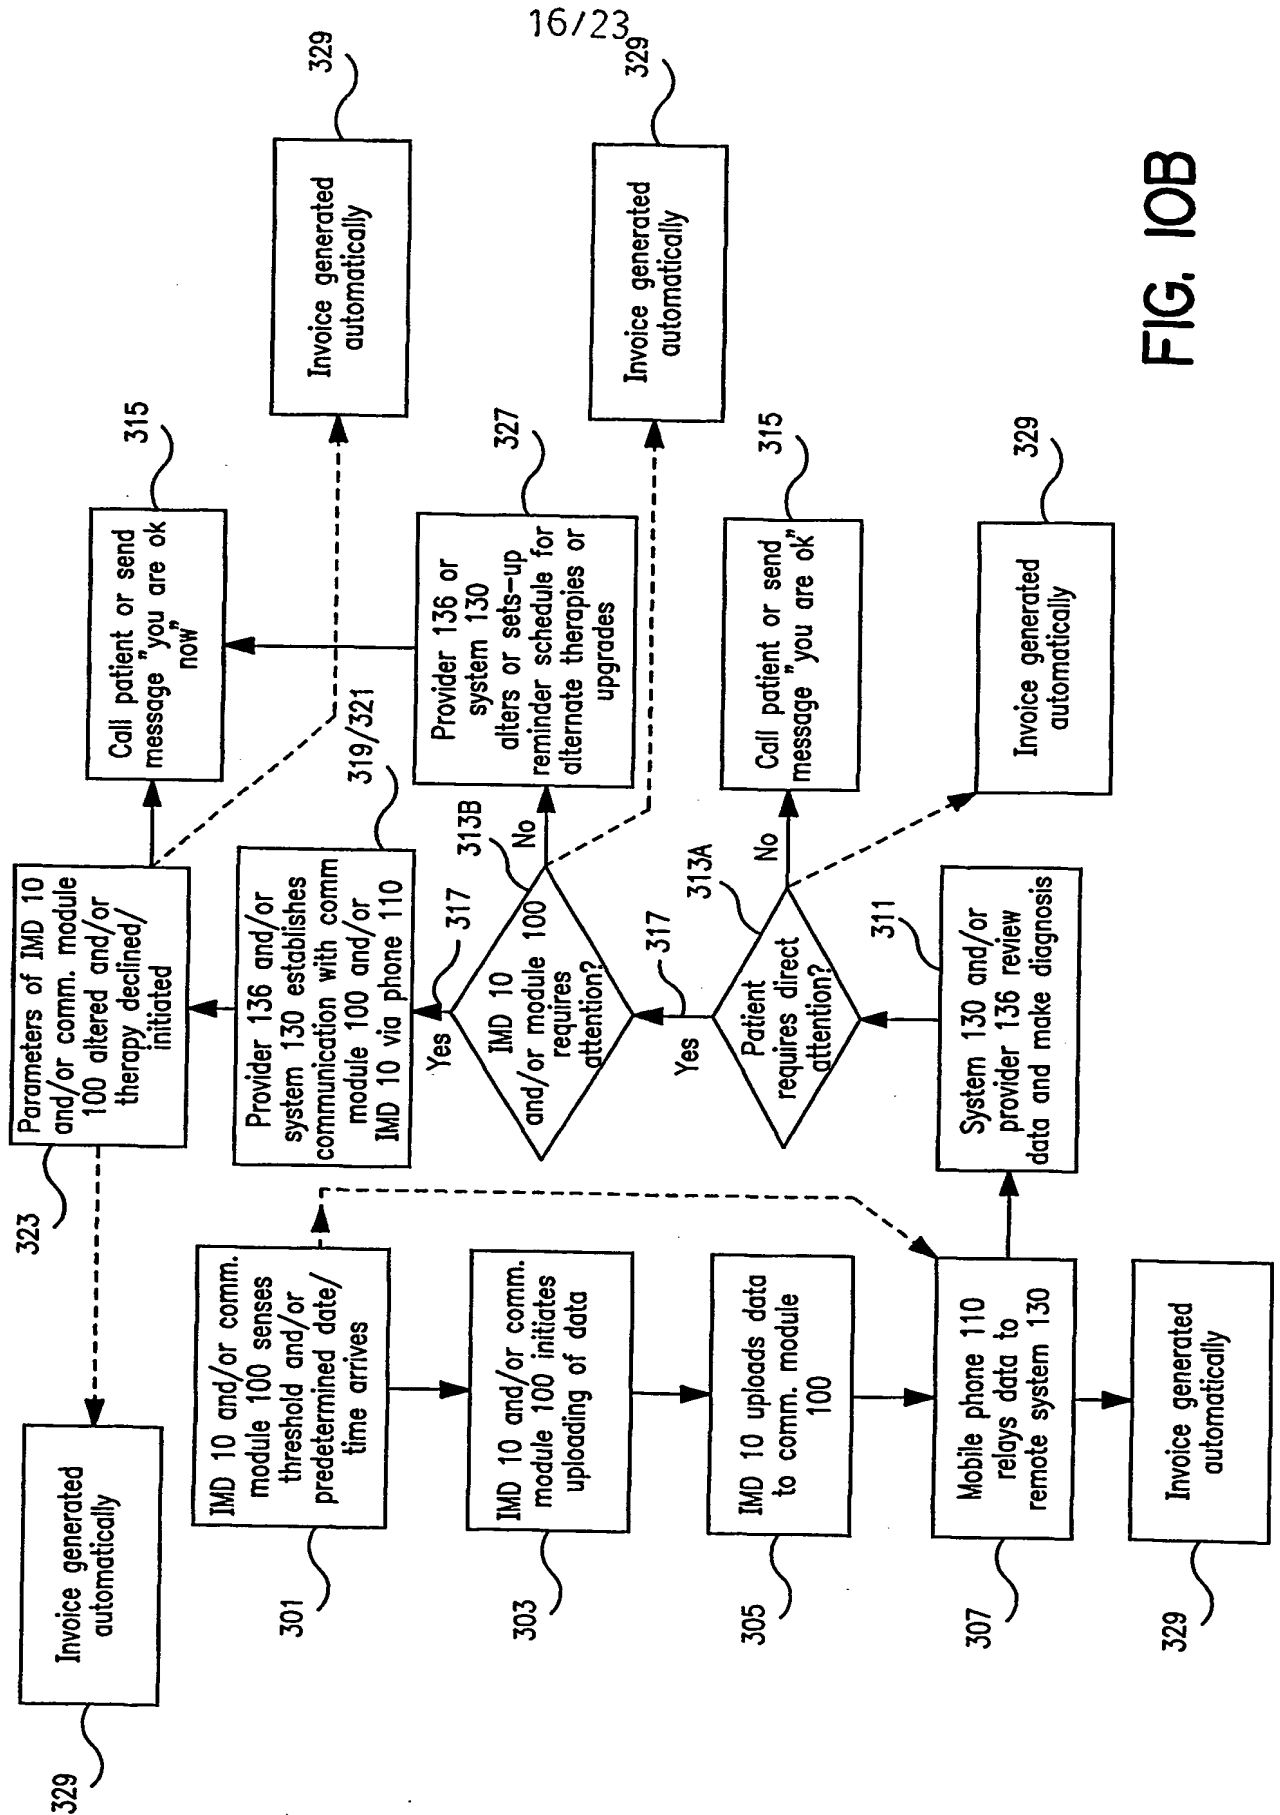 16/23
329
Invoice generated
automatically
323
Parameters of IMD 10
and/or comm. module
100 altered and/or
therapy declined/
initiated
315
Call patient or send
message "you are ok
now"
329
Invoice generated
automatically
301
IMD 10 and/or comm.
module 100 senses
threshold and/or
predetermined date/
time arrives
319/321
Provider 136 and/or
system 130 establishes
communication with comm
module 100 and/or
IMD 10 via phone 110
Yes
317
303
IMD 10 and/or comm.
module 100 initiates
uploading of data
313B
IMD 10
and/or module 100
requires
attention?
No
327
Provider 136 or
system 130
alters or sets-up
reminder schedule for
alternate therapies or
upgrades
329
Invoice generated
automatically
Yes
317
305
IMD 10 uploads data
to comm. module
100
313A
Patient
requires direct
attention?
No
315
Call patient or send
message "you are ok"
307
Mobile phone 110
relays data to
remote system 130
311
System 130 and/or
provider 136 review
data and make diagnosis
329
Invoice generated
automatically
329
Invoice generated
automatically
FIG. 10B